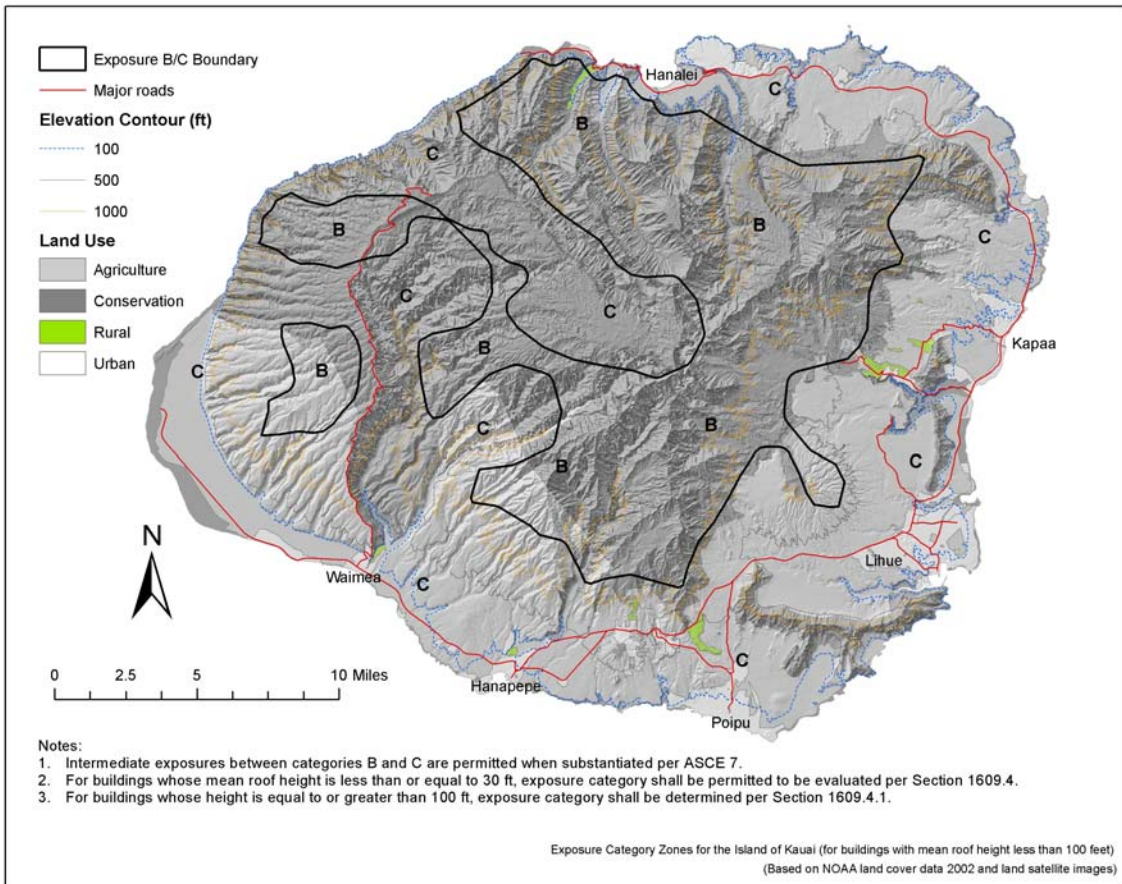 Exposure B/C Boundary
Major roads
Elevation Contour (ft)
100
500
1000
Land Use
Agriculture
Conservation
Rural
Urban
Hanalei
C
B
C
B
B
C
C
C
B
C
B
C
Kapaa
C
B
B
C
N
Lihue
Waimea
C
0 2.5 5 10 Miles
C
Hanapepe
Poipu
Notes:
1. Intermediate exposures between categories B and C are permitted when substantiated per ASCE 7.
2. For buildings whose mean roof height is less than or equal to 30 ft, exposure category shall be permitted to be evaluated per Section 1609.4.
3. For buildings whose height is equal to or greater than 100 ft, exposure category shall be determined per Section 1609.4.1.
Exposure Category Zones for the Island of Kauai (for buildings with mean roof height less than 100 feet)
(Based on NOAA land cover data 2002 and land satellite images)